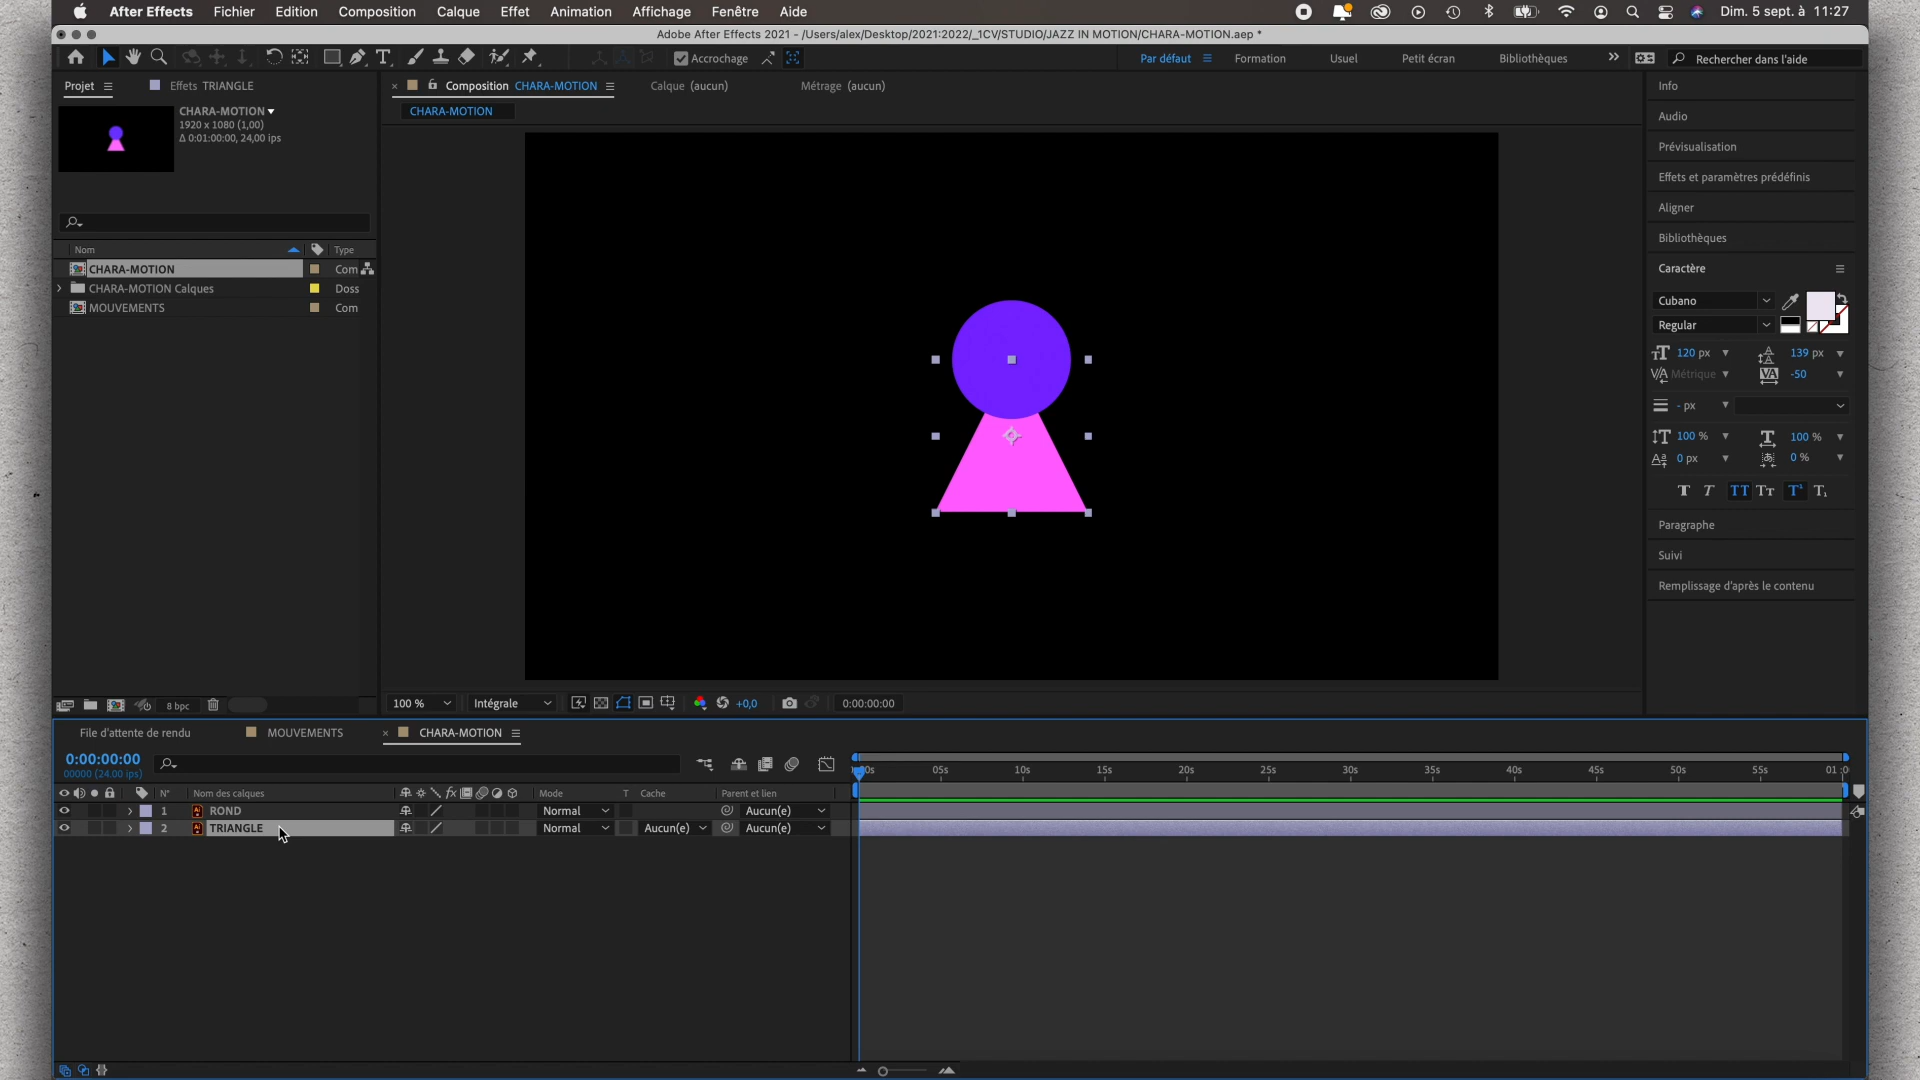 After Effects Fichier Edition Composition Calque Effet Animation Affichage Fenêtre Aide Dim. 5 sept. à 11:27
Adobe After Effects 2021 - /Users/alex/Desktop/2021:2022/_1CV/STUDIO/JAZZ IN MOTION/CHARA-MOTION.aep *
T Accrochage Par défaut Formation Usuel Petit écran Bibliothèques » Rechercher dans l'aide
Projet Effets TRIANGLE × Composition CHARA-MOTION Calque (aucun) Métrage (aucun) Info
CHARA-MOTION
1920 x 1080 (1,00)
Δ 0:01:00:00, 24,00 ips
CHARA-MOTION
Audio
Prévisualisation
Effets et paramètres prédéfinis
Aligner
Bibliothèques
Nom Type
CHARA-MOTION Com
CHARA-MOTION Calques Doss
MOUVEMENTS Com
Caractère
Cubano
Regular
120 px 139 px
Métrique -50
- px
100 % 100 %
0 px 0 %
T T TT TT T¹ T₁
Paragraphe
Suivi
Remplissage d'après le contenu
8 bpc 100 % Intégrale +0,0 0:00:00:00
File d'attente de rendu MOUVEMENTS × CHARA-MOTION
0:00:00:00
00000 (24.00 ips)
05s 10s 15s 20s 25s 30s 35s 40s 45s 50s 55s
N° Nom des calques fx Mode T Cache Parent et lien
1 ROND Normal Aucun(e)
2 TRIANGLE Normal Aucun(e) Aucun(e)